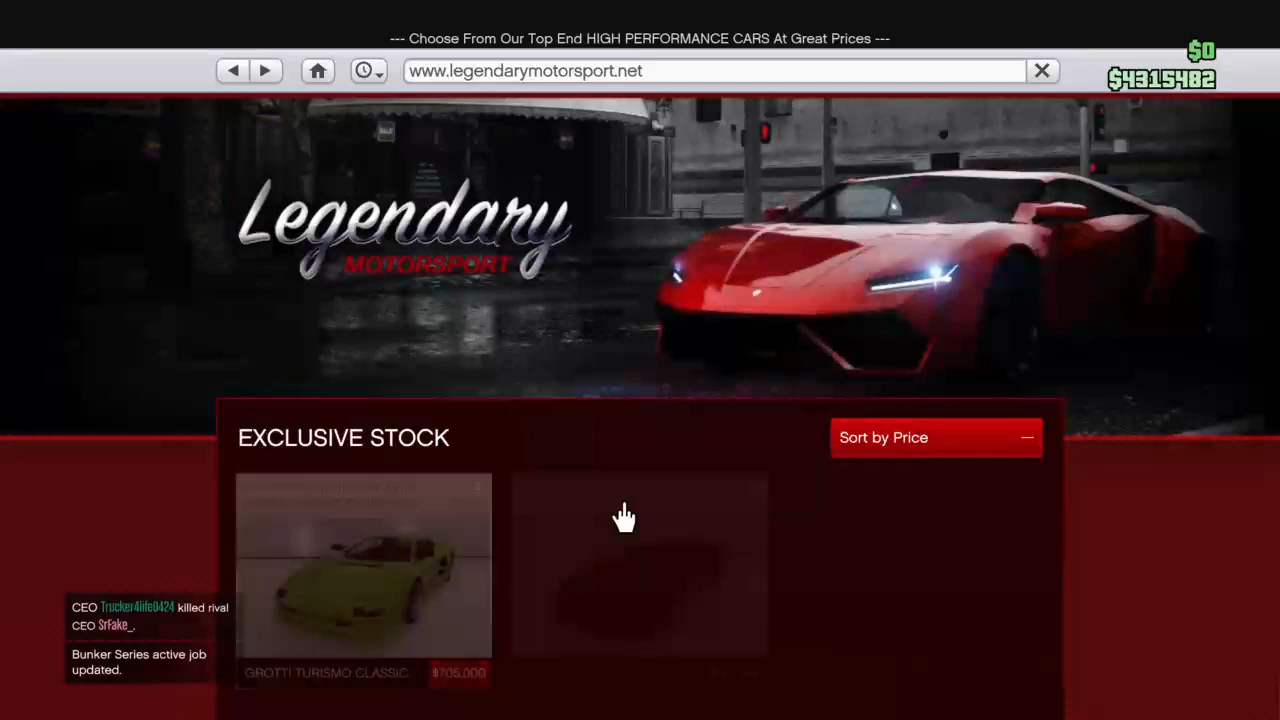 --- Choose From Our Top End HIGH PERFORMANCE CARS At Great Prices ---
$0
www.legendarymotorsport.net
$4315482
Legendary
MOTORSPORT
EXCLUSIVE STOCK
Sort by Price
CEO Trucker4life0424 killed rival
CEO SrFake_.
Bunker Series active job
updated.
GROTTI TURISMO CLASSIC
$705,000